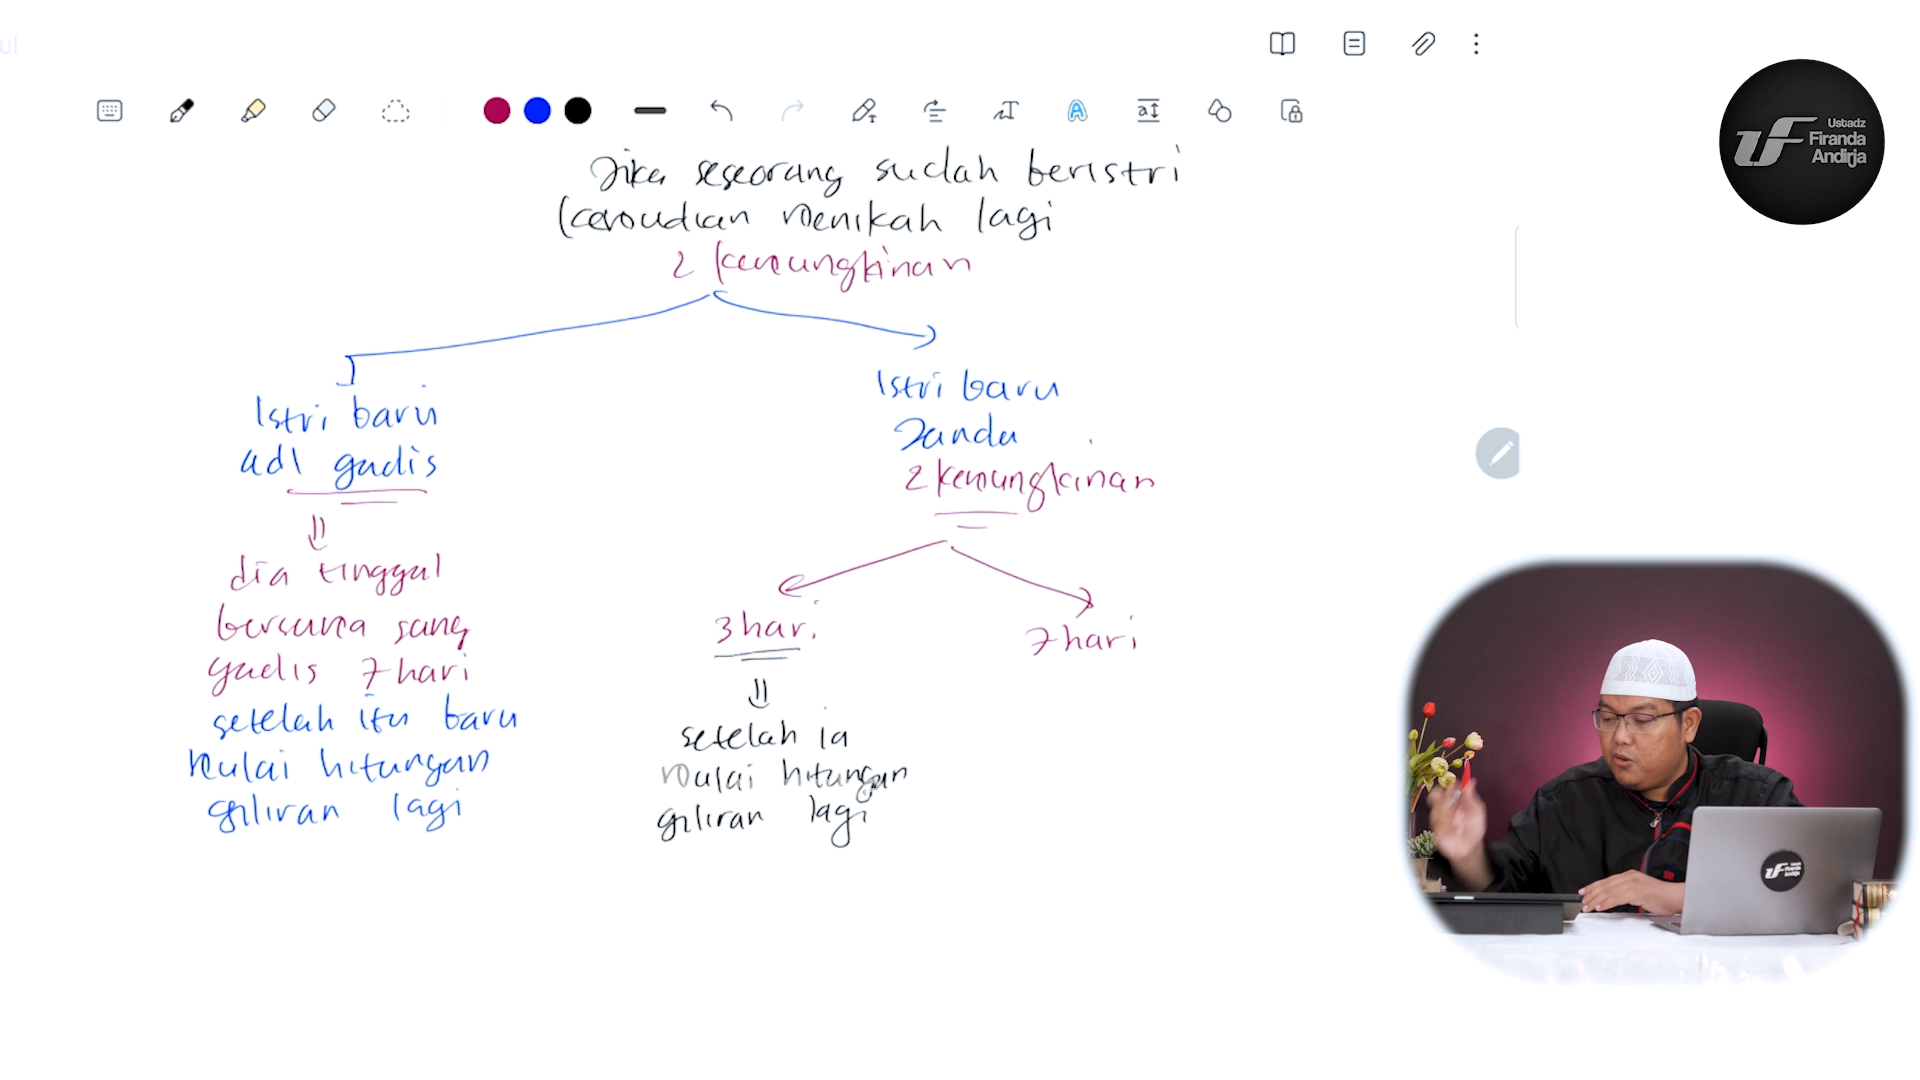 ul
Ustadz
Firanda
Andirja
Jika seseorang sudah beristri
kemudian menikah lagi
2 kemungkinan
Istri baru
adl gadis
dia tinggal
bersama sang
gadis 7 hari
setelah itu baru
mulai hitungan
giliran lagi
Istri baru
Janda
2 kemungkinan
3 hari
7 hari
setelah ia
mulai hitungan
giliran lagi